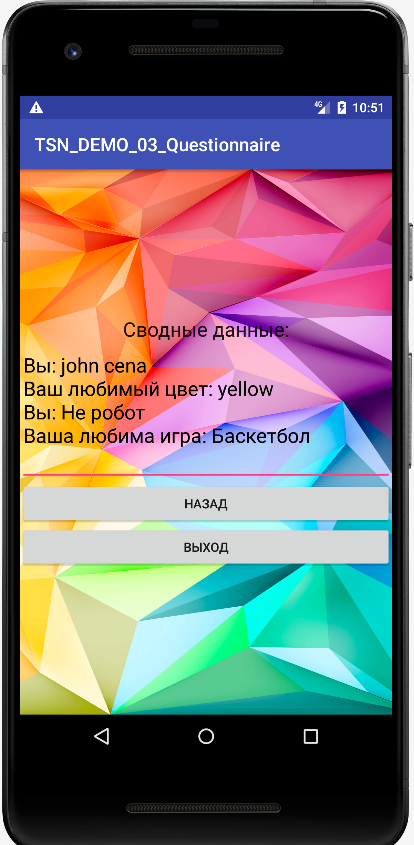 4G 10:51
TSN_DEMO_03_Questionnaire
Сводные данные:
Вы: john cena
Ваш любимый цвет: yellow
Вы: Не робот
Ваша любима игра: Баскетбол
НАЗАД
ВЫХОД